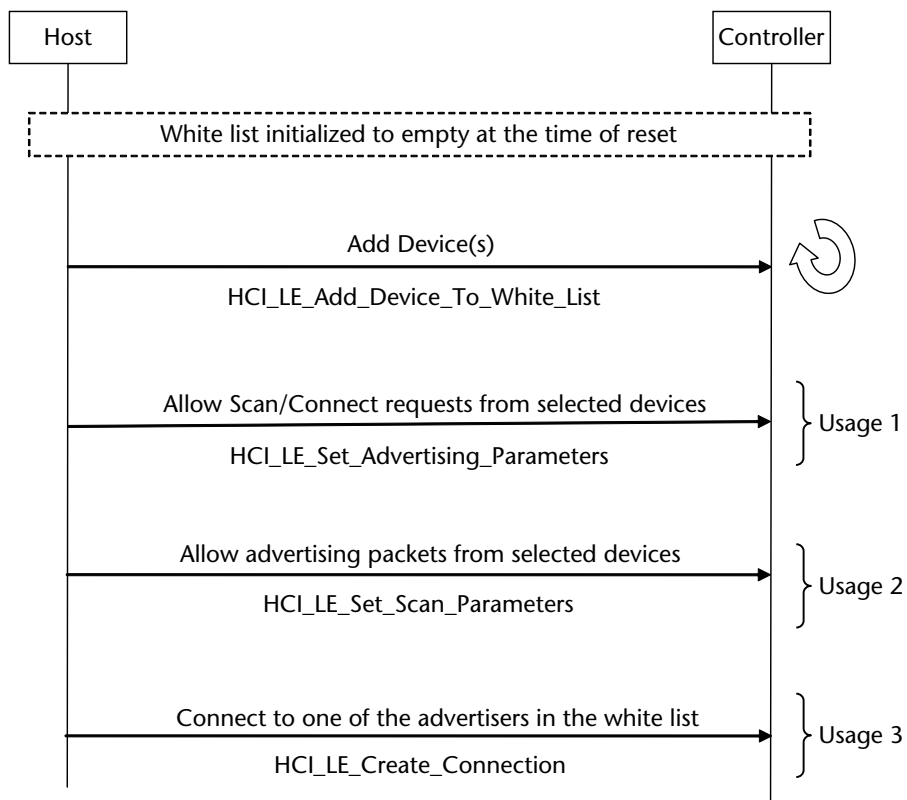 Host
Controller
White list initialized to empty at the time of reset
Add Device(s)
HCI_LE_Add_Device_To_White_List
Allow Scan/Connect requests from selected devices
HCI_LE_Set_Advertising_Parameters
Usage 1
Allow advertising packets from selected devices
HCI_LE_Set_Scan_Parameters
Usage 2
Connect to one of the advertisers in the white list
HCI_LE_Create_Connection
Usage 3